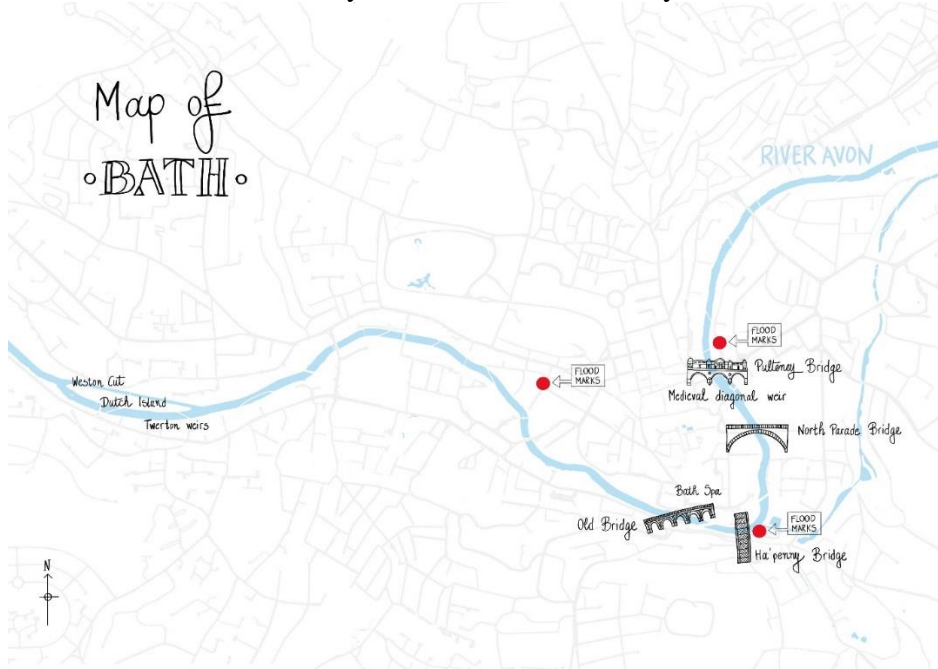 Map of
•BATH•
RIVER AVON
FLOOD
MARKS
Pulteney Bridge
FLOOD
MARKS
Medieval diagonal weir
Weston Cut
Dutch Island
Twerton weirs
North Parade Bridge
Bath Spa
Old Bridge
FLOOD
MARKS
Ha'penny Bridge
N